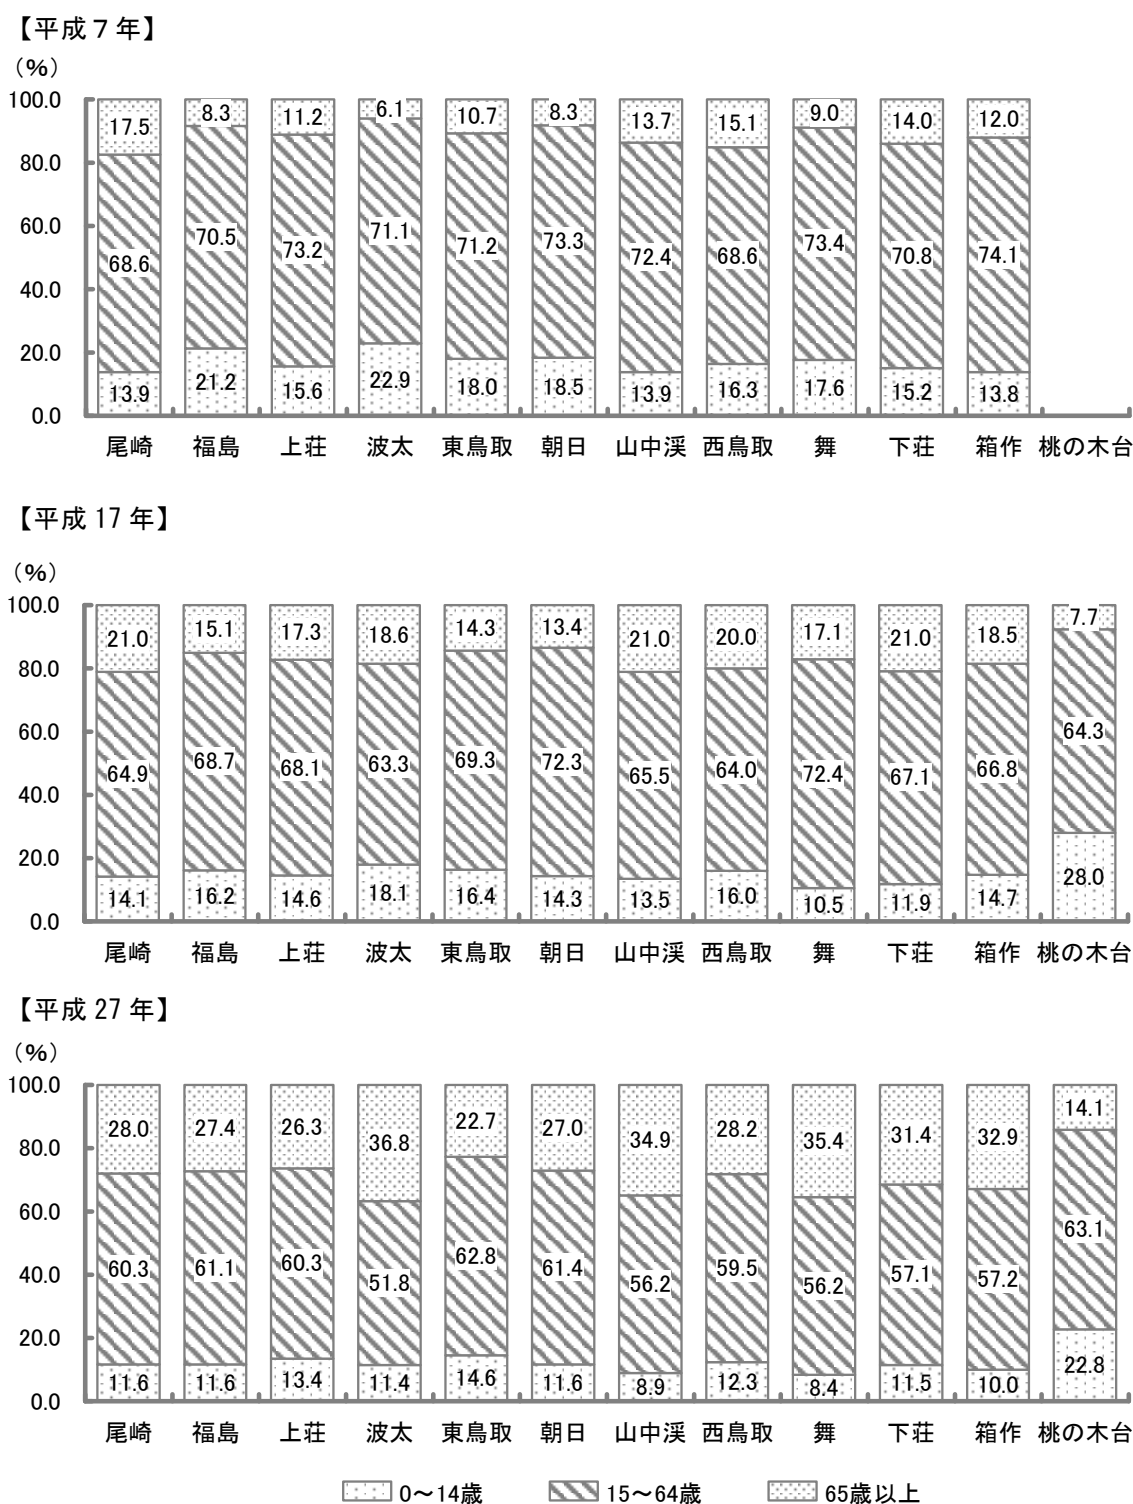 【平成７年】
（%）
100.0
80.0
60.0
40.0
20.0
0.0
17.5 8.3 11.2 6.1 10.7 8.3 13.7 15.1 9.0 14.0 12.0
68.6 70.5 73.2 71.1 71.2 73.3 72.4 68.6 73.4 70.8 74.1
13.9 21.2 15.6 22.9 18.0 18.5 13.9 16.3 17.6 15.2 13.8
尾崎 福島 上荘 波太 東鳥取 朝日 山中渓 西鳥取 舞 下荘 箱作 桃の木台
【平成 17 年】
（%）
100.0
80.0
60.0
40.0
20.0
0.0
21.0 15.1 17.3 18.6 14.3 13.4 21.0 20.0 17.1 21.0 18.5 7.7
64.9 68.7 68.1 63.3 69.3 72.3 65.5 64.0 72.4 67.1 66.8 64.3
14.1 16.2 14.6 18.1 16.4 14.3 13.5 16.0 10.5 11.9 14.7 28.0
尾崎 福島 上荘 波太 東鳥取 朝日 山中渓 西鳥取 舞 下荘 箱作 桃の木台
【平成 27 年】
（%）
100.0
80.0
60.0
40.0
20.0
0.0
28.0 27.4 26.3 36.8 22.7 27.0 34.9 28.2 35.4 31.4 32.9 14.1
60.3 61.1 60.3 51.8 62.8 61.4 56.2 59.5 56.2 57.1 57.2 63.1
11.6 11.6 13.4 11.4 14.6 11.6 8.9 12.3 8.4 11.5 10.0 22.8
尾崎 福島 上荘 波太 東鳥取 朝日 山中渓 西鳥取 舞 下荘 箱作 桃の木台
0～14歳 15～64歳 65歳以上